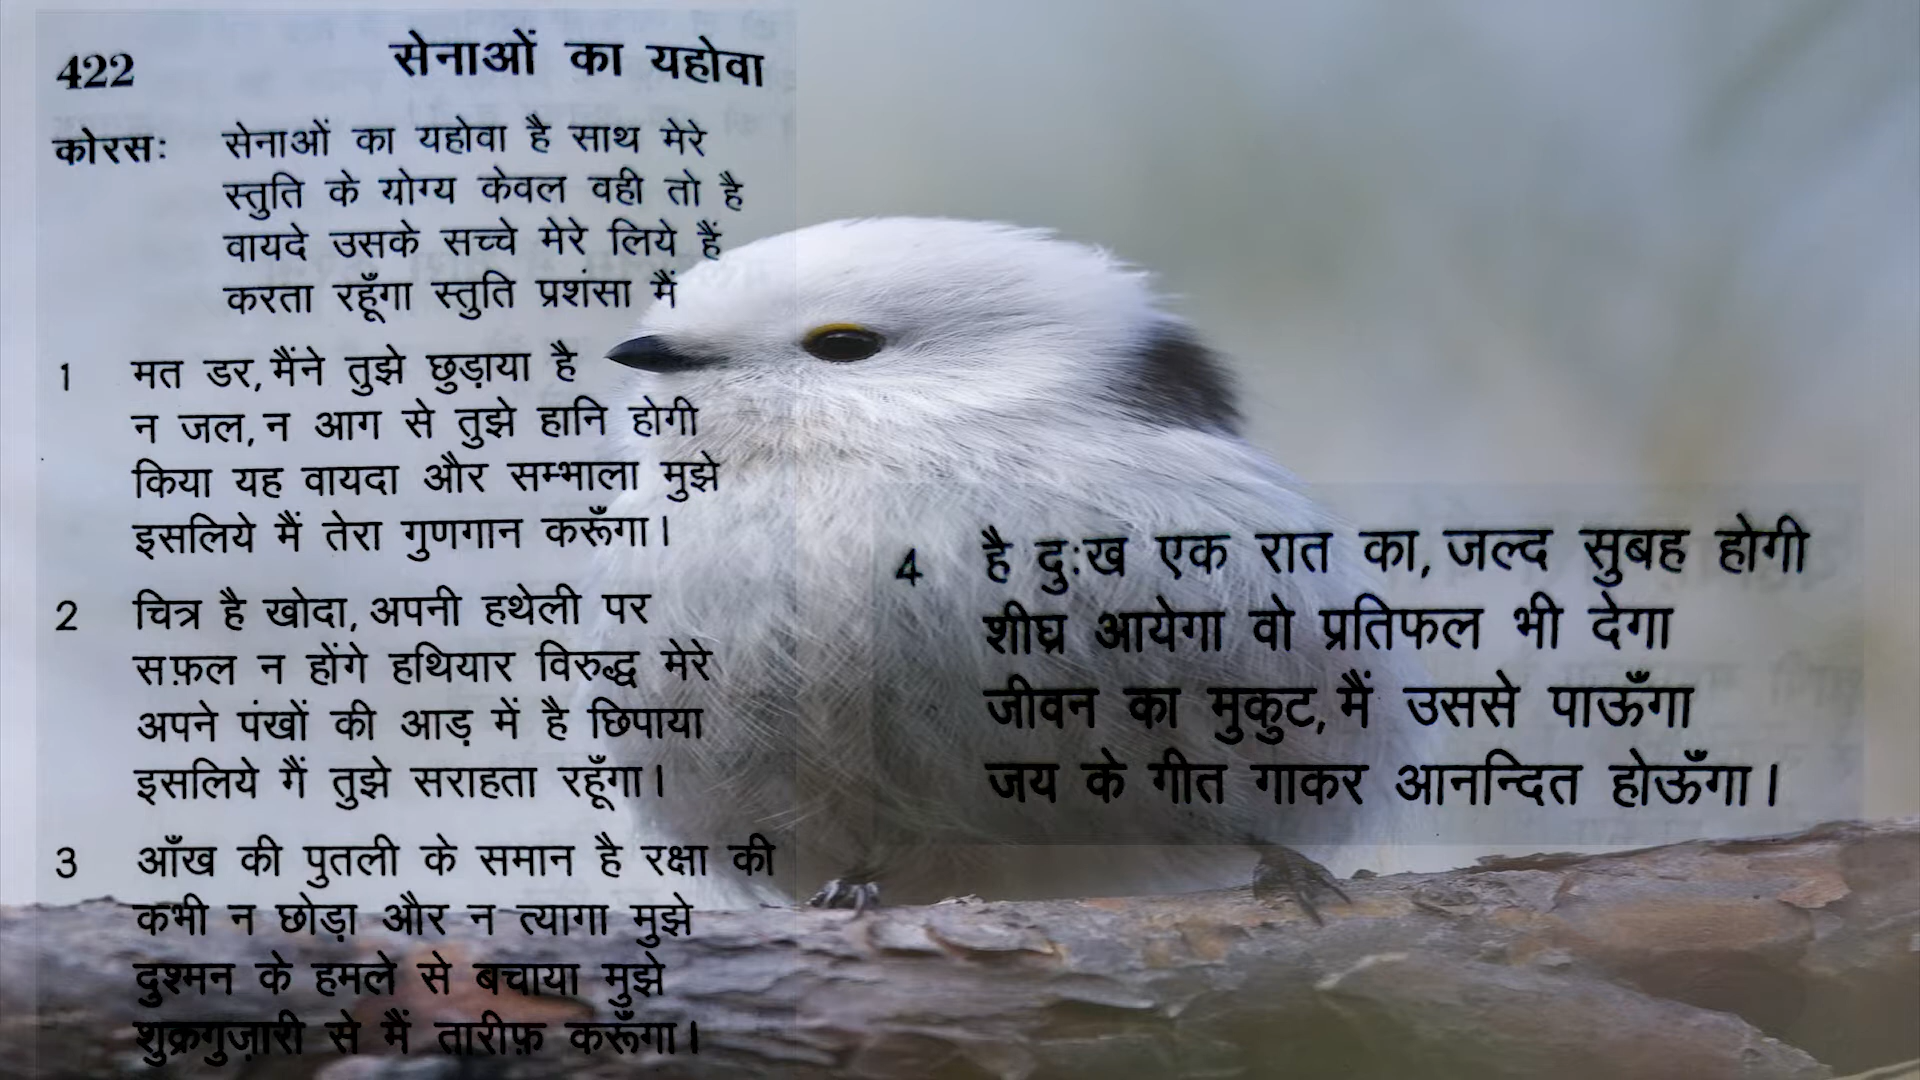 422 सेनाओं का यहोवा
कोरसः सेनाओं का यहोवा है साथ मेरे
स्तुति के योग्य केवल वही तो है
वायदे उसके सच्चे मेरे लिये हैं
करता रहूँगा स्तुति प्रशंसा मैं
1 मत डर, मैंने तुझे छुड़ाया है
न जल, न आग से तुझे हानि होगी
किया यह वायदा और सम्भाला मुझे
इसलिये मैं तेरा गुणगान करूँगा।
2 चित्र है खोदा, अपनी हथेली पर
सफ़ल न होंगे हथियार विरुद्ध मेरे
अपने पंखों की आड़ में है छिपाया
इसलिये मैं तुझे सराहता रहूँगा।
3 आँख की पुतली के समान है रक्षा की
कभी न छोड़ा और न त्यागा मुझे
दुश्मन के हमले से बचाया मुझे
शुक्रगुज़ारी से मैं तारीफ़ करूँगा।
4 है दुःख एक रात का, जल्द सुबह होगी
शीघ्र आयेगा वो प्रतिफल भी देगा
जीवन का मुकुट, मैं उससे पाऊँगा
जय के गीत गाकर आनन्दित होऊँगा।